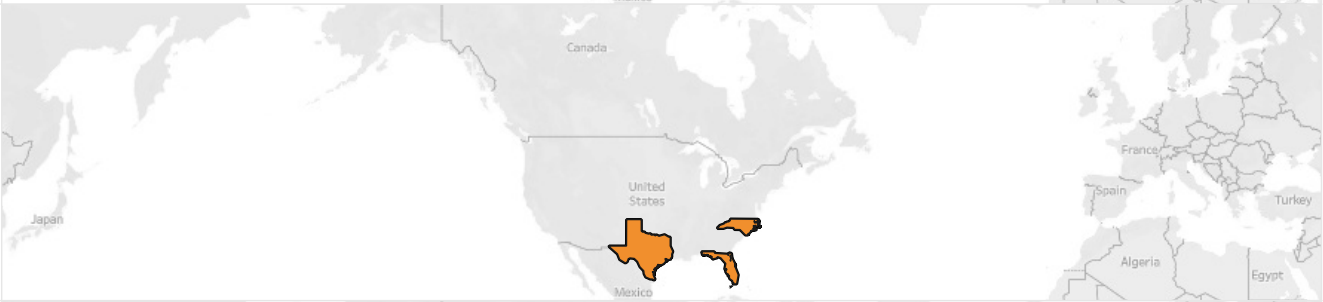 Canada
United
States
Mexico
Japan
France
Spain
Turkey
Algeria
Egypt